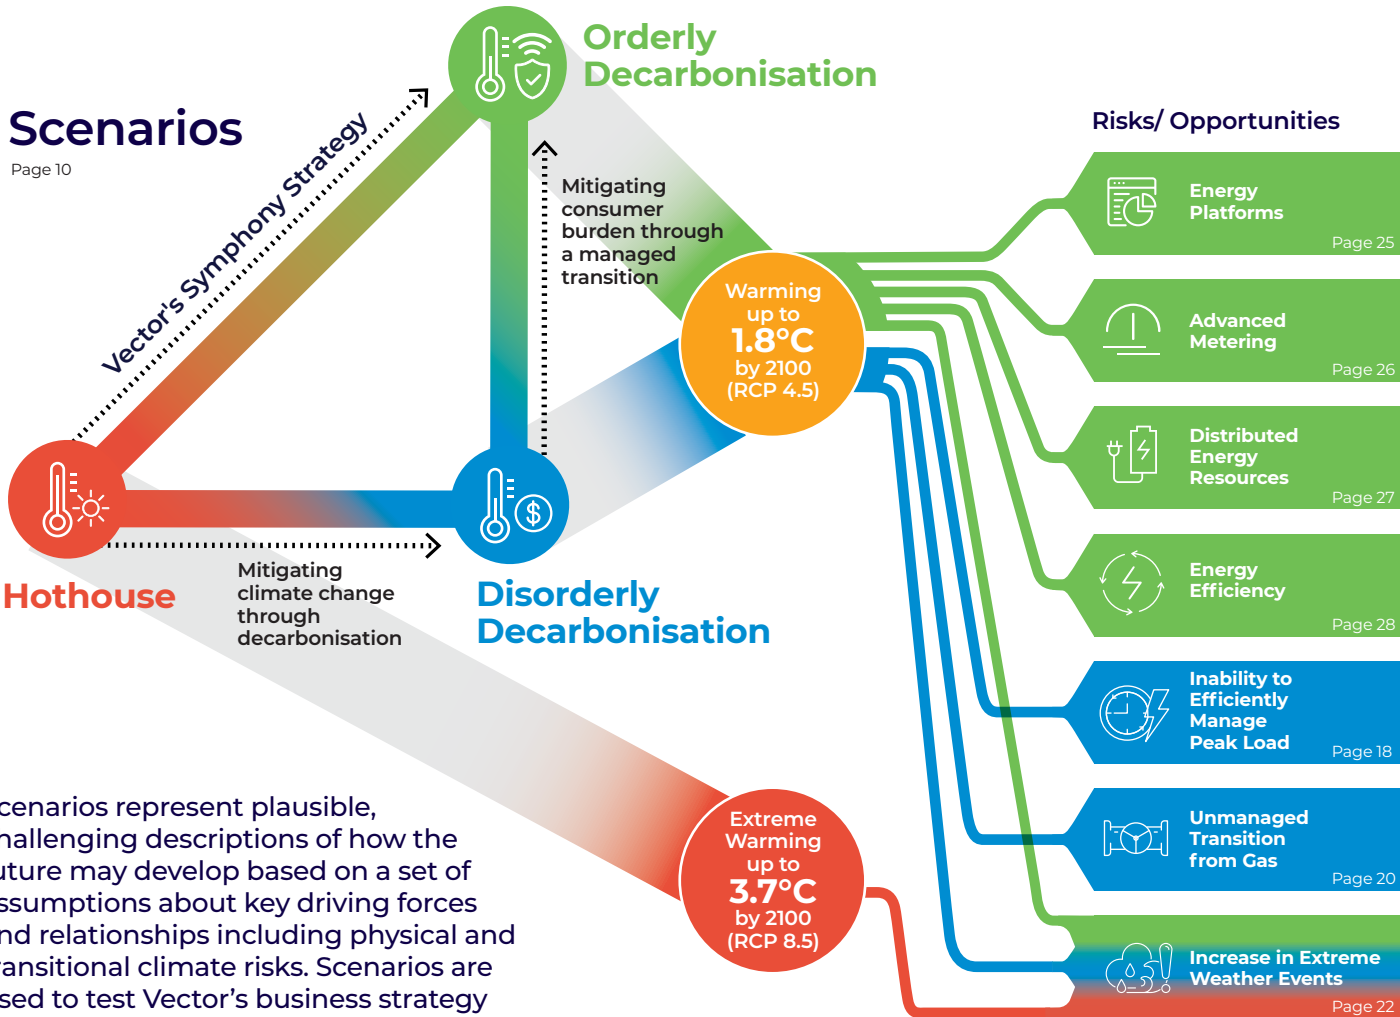 Scenarios
Page 10
Vector's Symphony Strategy
Orderly
Decarbonisation
Mitigating
consumer
burden through
a managed
transition
Hothouse
Mitigating
climate change
through
decarbonisation
Disorderly
Decarbonisation
Warming
up to
1.8°C
by 2100
(RCP 4.5)
Extreme
Warming
up to
3.7°C
by 2100
(RCP 8.5)
Risks/ Opportunities
Energy
Platforms
Page 25
Advanced
Metering
Page 26
Distributed
Energy
Resources
Page 27
Energy
Efficiency
Page 28
Inability to
Efficiently
Manage
Peak Load
Page 18
Unmanaged
Transition
from Gas
Page 20
Increase in Extreme
Weather Events
Page 22
cenarios represent plausible,
hallenging descriptions of how the
uture may develop based on a set of
ssumptions about key driving forces
nd relationships including physical and
ransitional climate risks. Scenarios are
sed to test Vector's business strategy